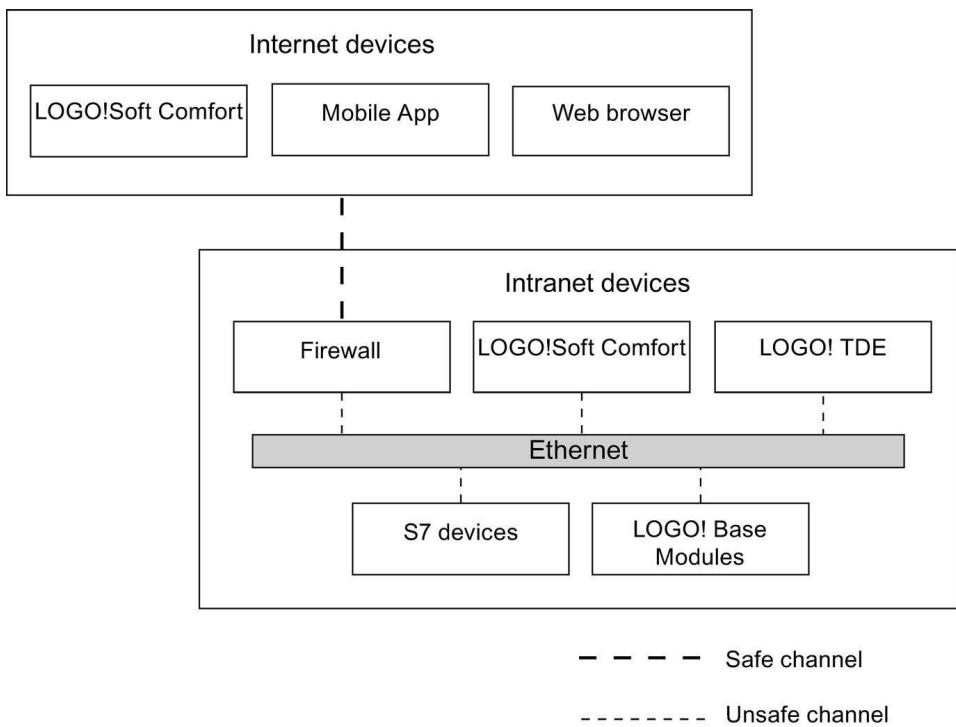 Internet devices
LOGO!Soft Comfort
Mobile App
Web browser
Intranet devices
Firewall
LOGO!Soft Comfort
LOGO! TDE
Ethernet
S7 devices
LOGO! Base
Modules
Safe channel
Unsafe channel